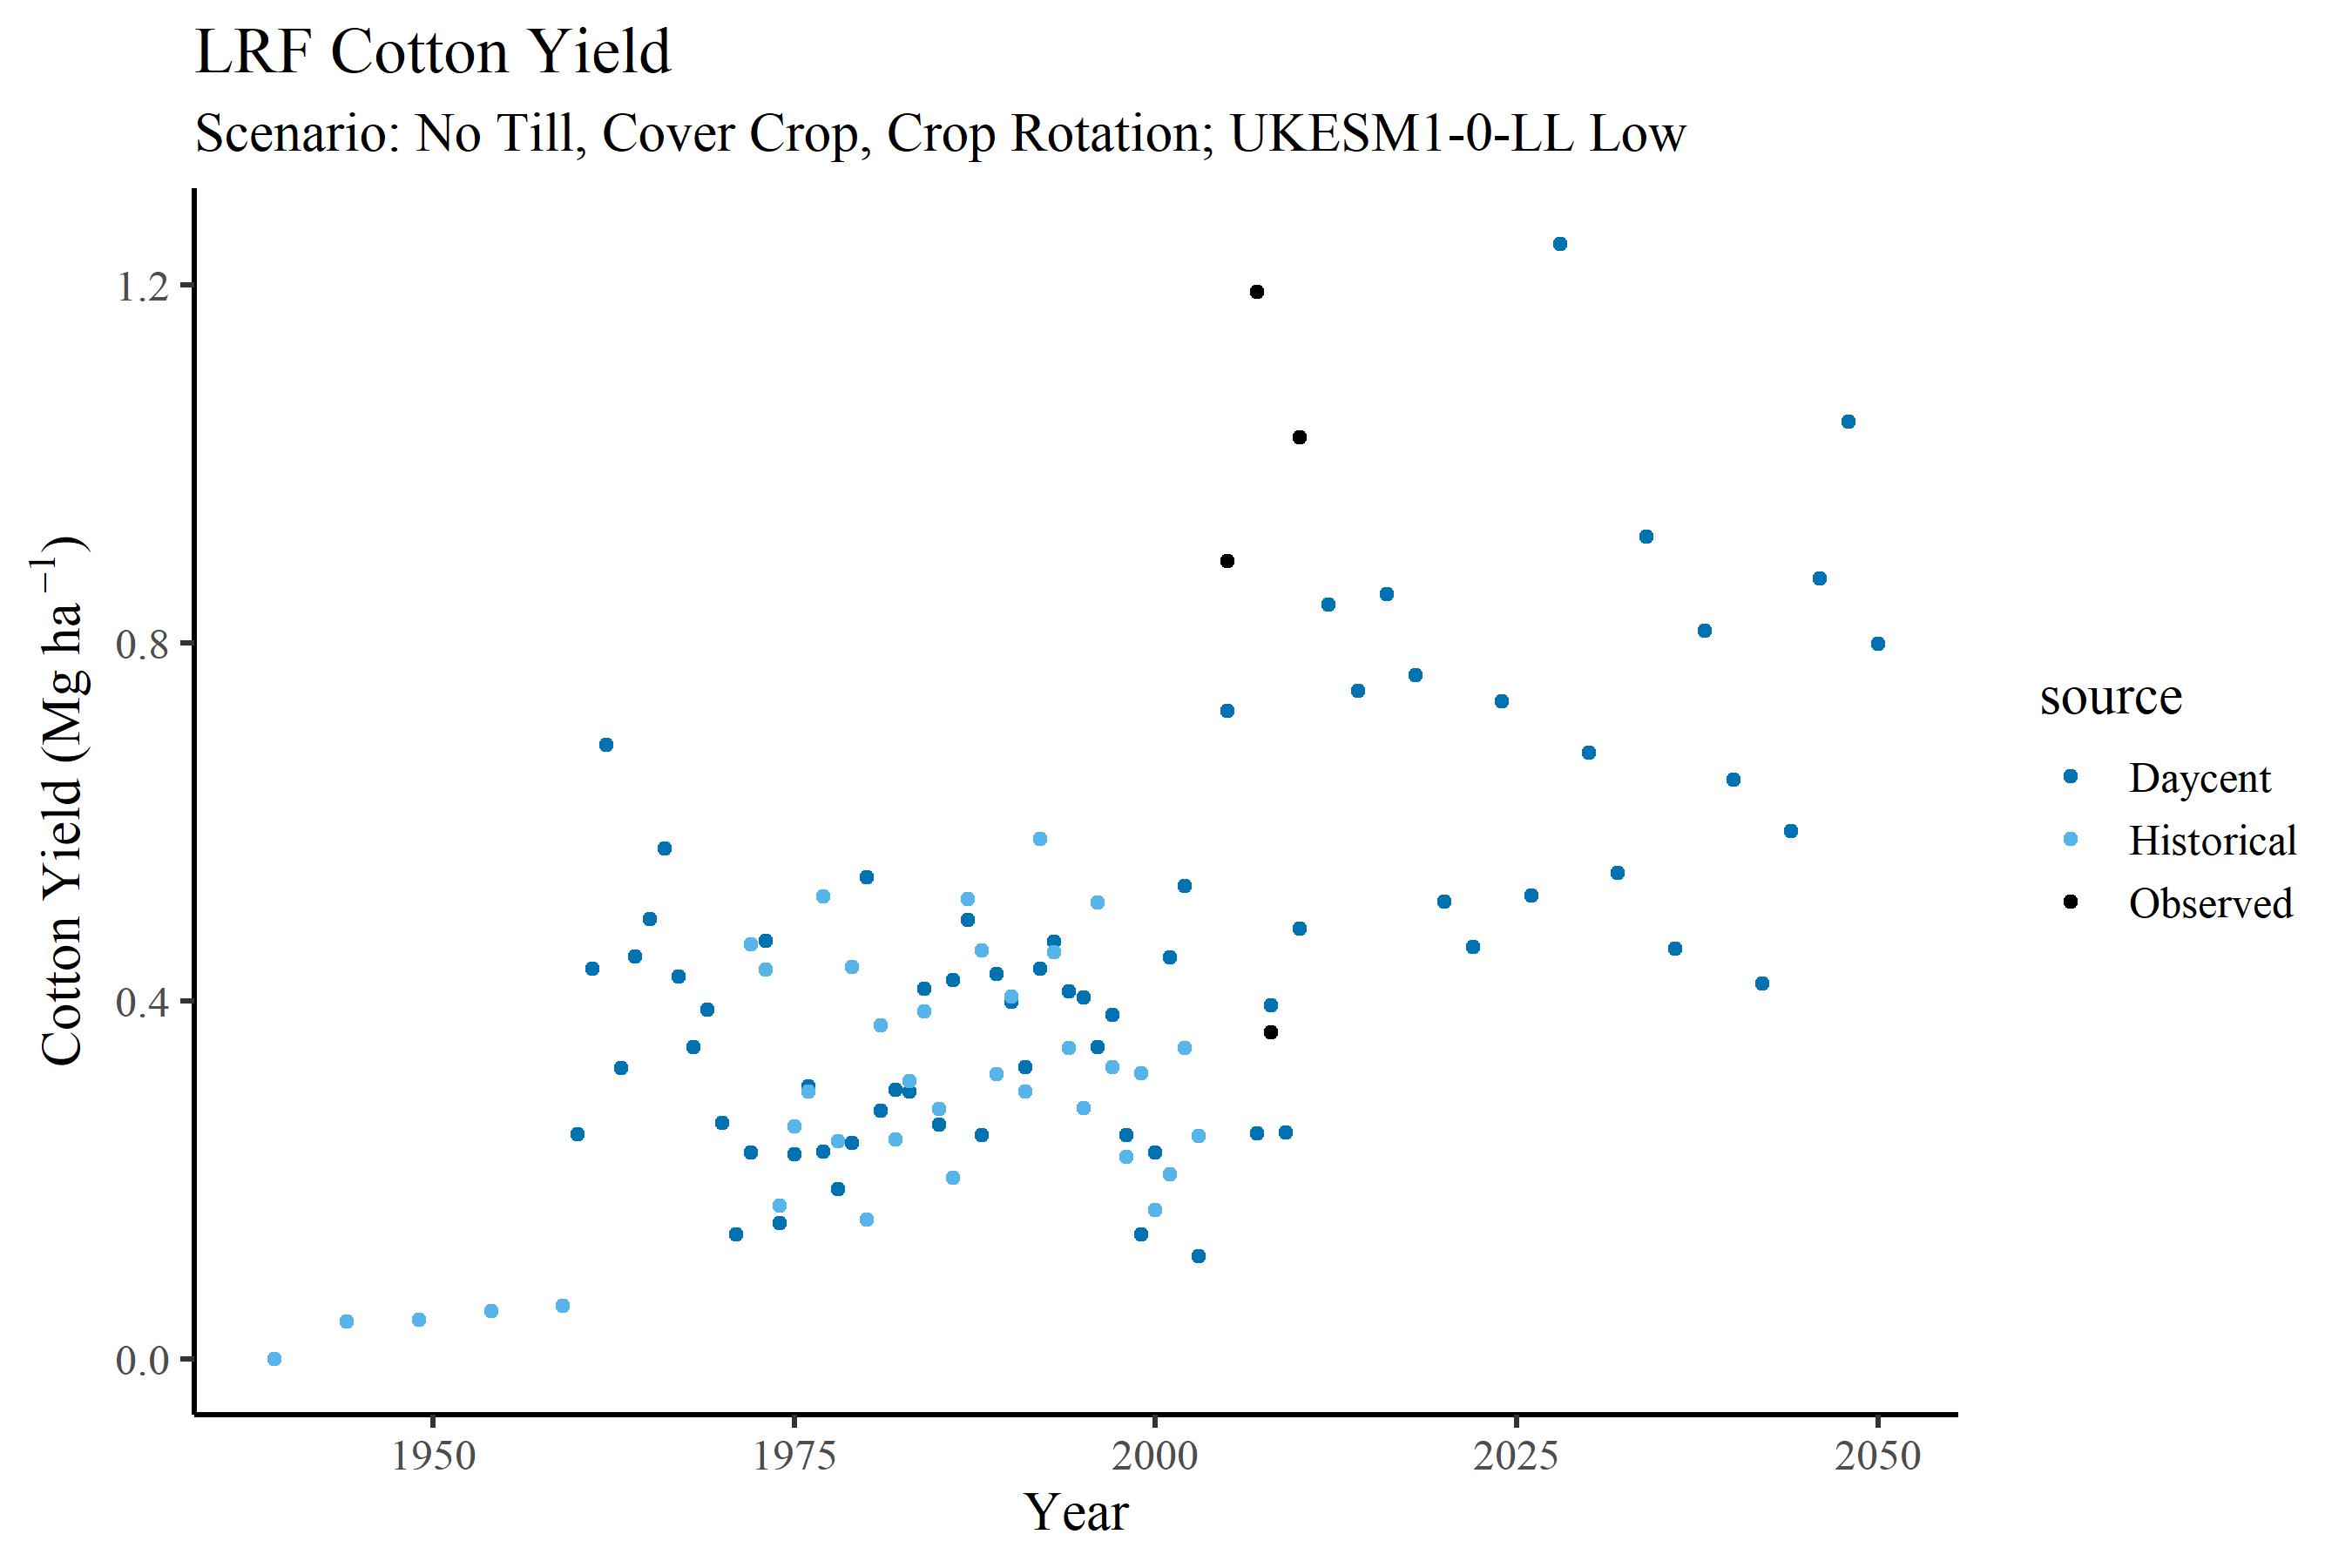 LRF Cotton Yield
Scenario: No Till, Cover Crop, Crop Rotation; UKESM1-0-LL Low
Cotton Yield (Mg ha⁻¹)
1.2
0.8
0.4
0.0
1950 1975 2000 2025 2050
Year
source
Daycent
Historical
Observed